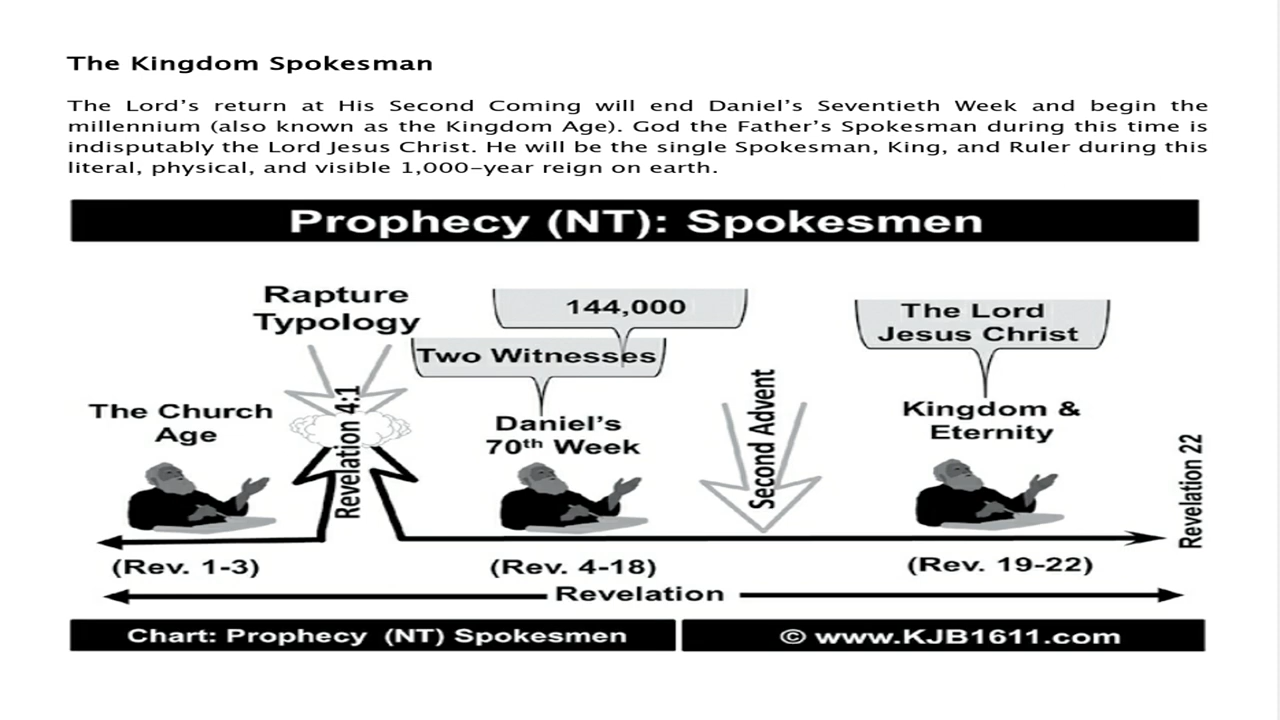 The Kingdom Spokesman
The Lord's return at His Second Coming will end Daniel's Seventieth Week and begin the
millennium (also known as the Kingdom Age). God the Father's Spokesman during this time is
indisputably the Lord Jesus Christ. He will be the single Spokesman, King, and Ruler during this
literal, physical, and visible 1,000-year reign on earth.
Prophecy (NT): Spokesmen
Rapture
Typology
144,000
Two Witnesses
The Lord
Jesus Christ
The Church
Age
Revelation 4:1
Daniel's
70th Week
Second Advent
Kingdom &
Eternity
Revelation 22
(Rev. 1-3)
(Rev. 4-18)
(Rev. 19-22)
Revelation
Chart: Prophecy (NT) Spokesmen
© www.KJB1611.com